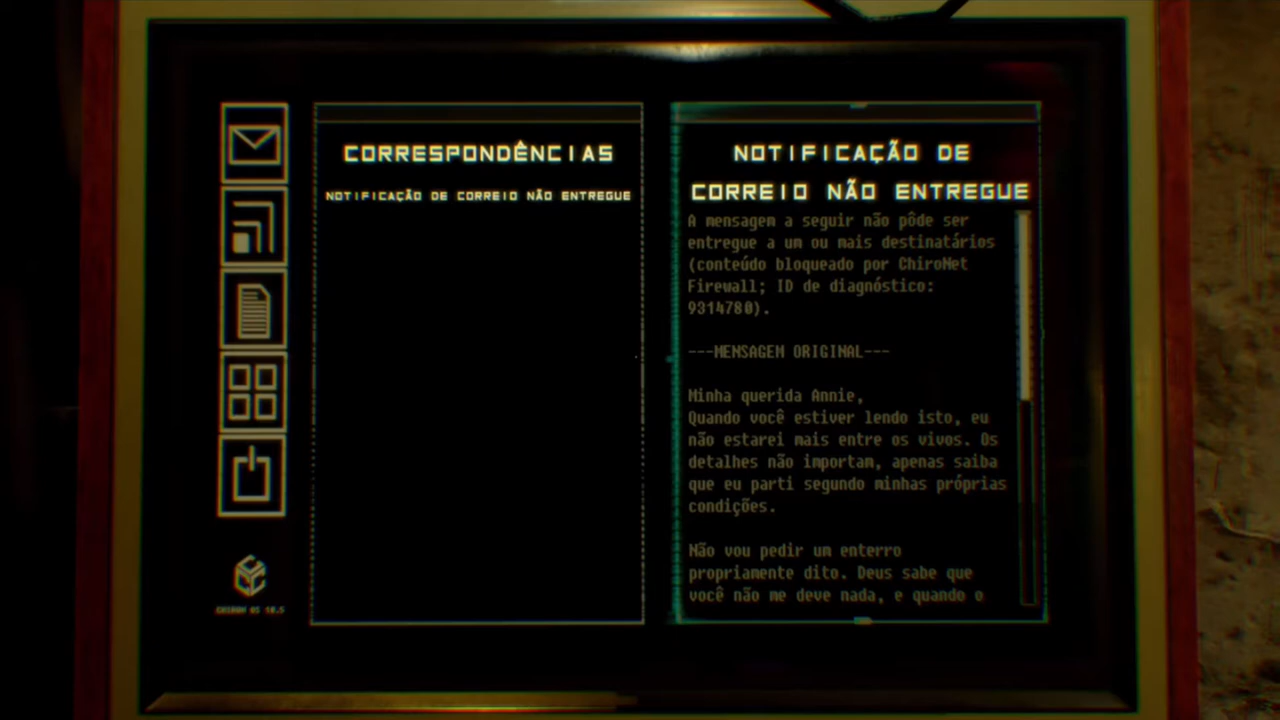 CORRESPONDÊNCIAS
NOTIFICAÇÃO DE CORREIO NÃO ENTREGUE
NOTIFICAÇÃO DE
CORREIO NÃO ENTREGUE
A mensagem a seguir não pôde ser
entregue a um ou mais destinatários
(conteúdo bloqueado por ChiroNet
Firewall; ID de diagnóstico:
9314780).
---MENSAGEM ORIGINAL---
Minha querida Annie,
Quando você estiver lendo isto, eu
não estarei mais entre os vivos. Os
detalhes não importam, apenas saiba
que eu parti segundo minhas próprias
condições.
Não vou pedir um enterro
propriamente dito. Deus sabe que
você não me deve nada, e quando o